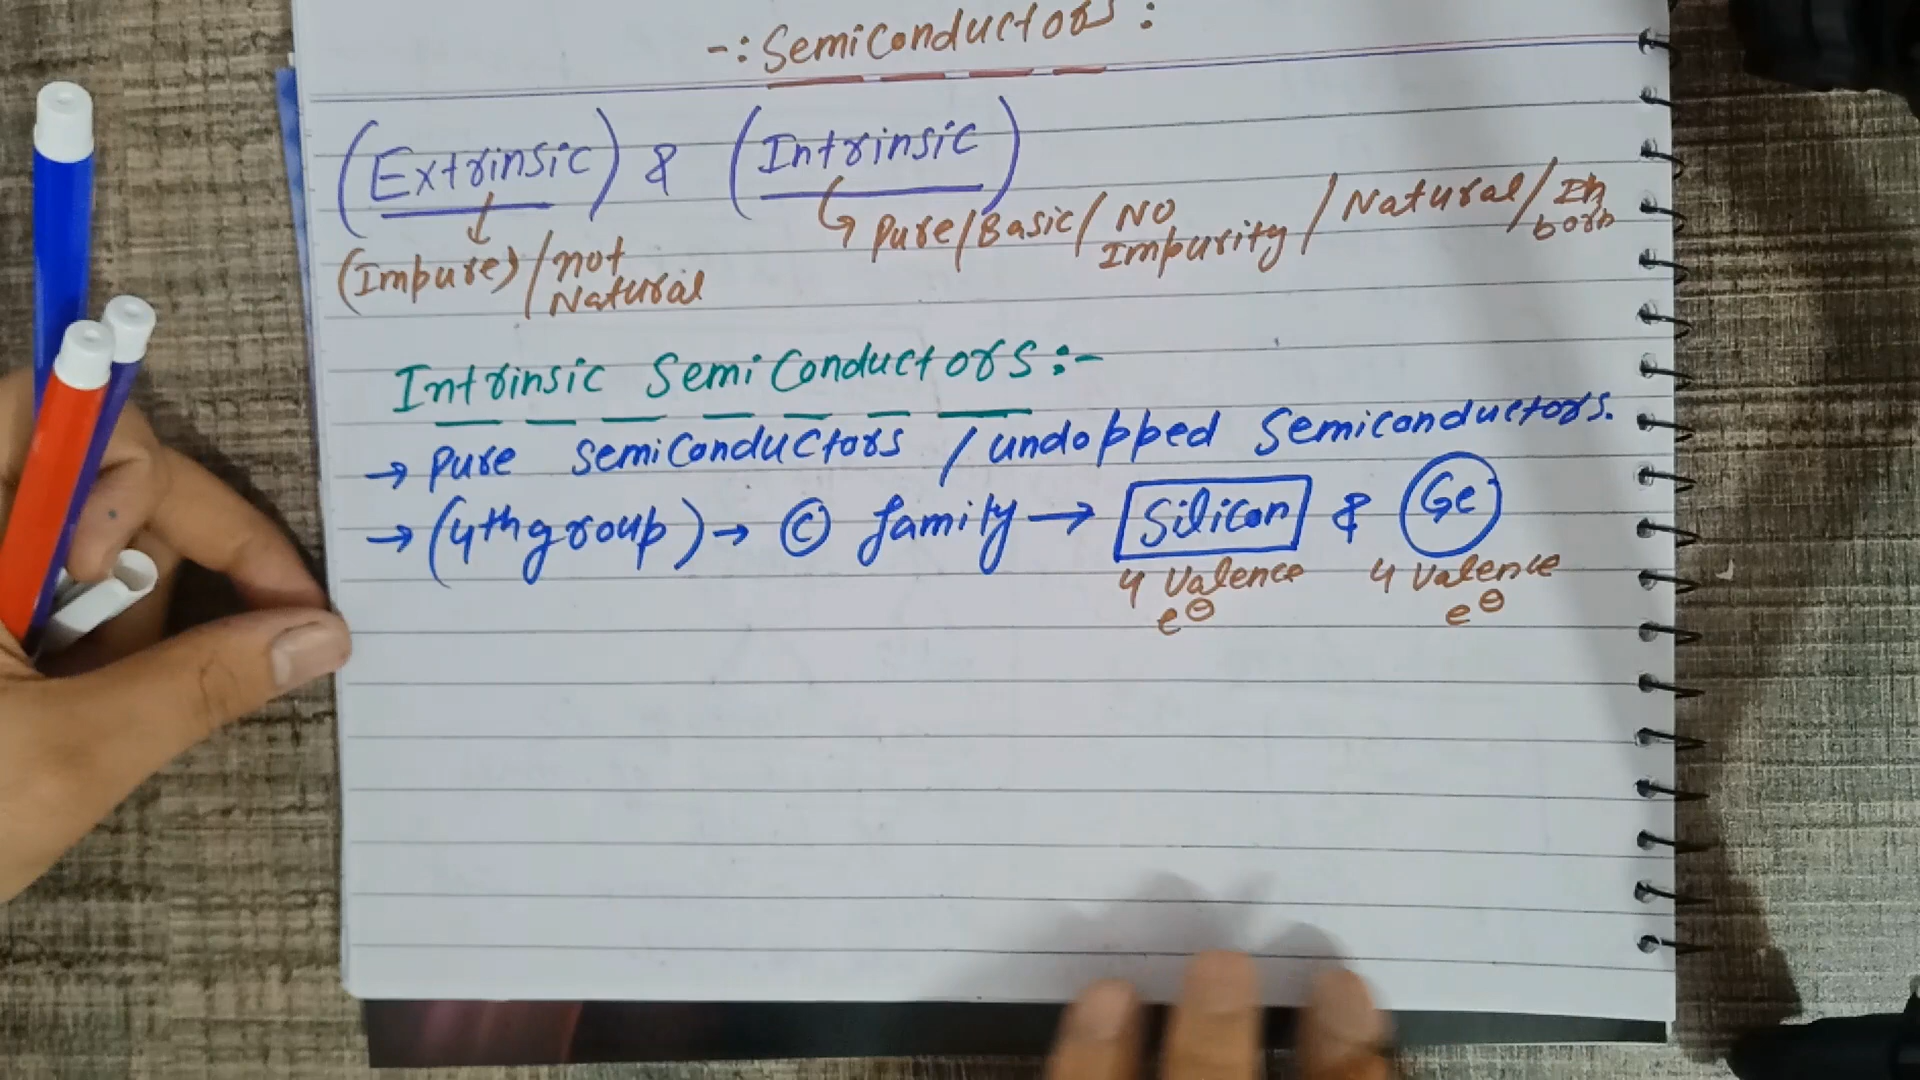 -: Semiconductors :
(Extrinsic) & (Intrinsic)
↳ Pure/Basic/ NO Impurity / Natural / In born
(Impure) / not Natural
Intrinsic SemiConductors :-
→ Pure SemiConductors / undopped Semiconductors.
→ (4th group) → © family → Silicon & Ge
4 Valence e⊖ 4 Valence e⊖